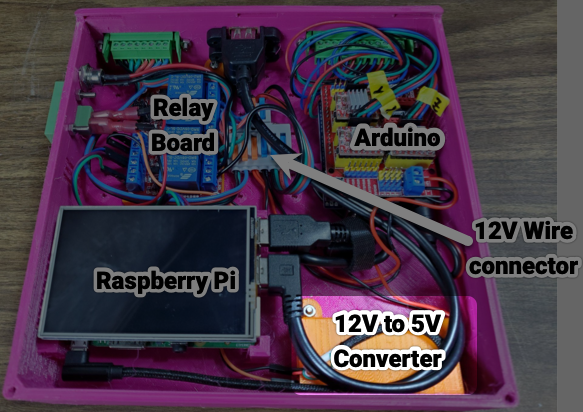 Relay
Board
Arduino
Y
Z
12V Wire
connector
Raspberry Pi
12V to 5V
Converter